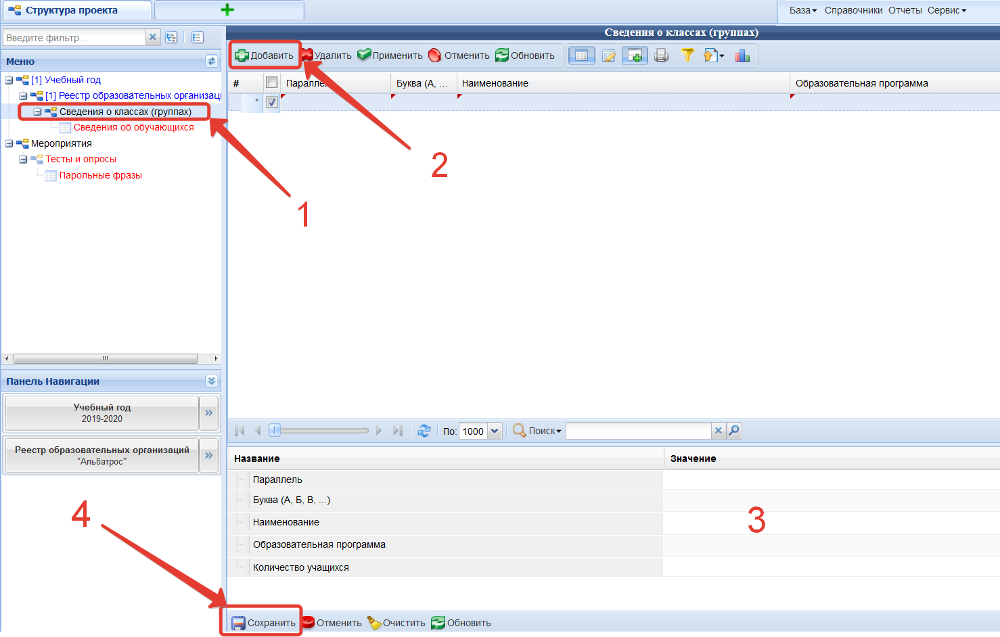 Структура проекта
База Справочники Отчеты Сервис
Введите фильтр...
Сведения о классах (группах)
Меню
Добавить Удалить Применить Отменить Обновить
# Буква (А, ... Наименование Образовательная программа
*
[1] Учебный год
[1] Реестр образовательных
Сведения о классах (группах)
Сведения об обучающихся
Мероприятия
Тесты и опросы
Парольные фразы
1
2
Панель Навигации
Учебный год
2019-2020
Реестр образовательных организаций
"Альбатрос"
По: 1000 Поиск
Название Значение
Параллель
Буква (А, Б, В, ...)
Наименование
Образовательная программа
Количество учащихся
3
4
Сохранить Отменить Очистить Обновить